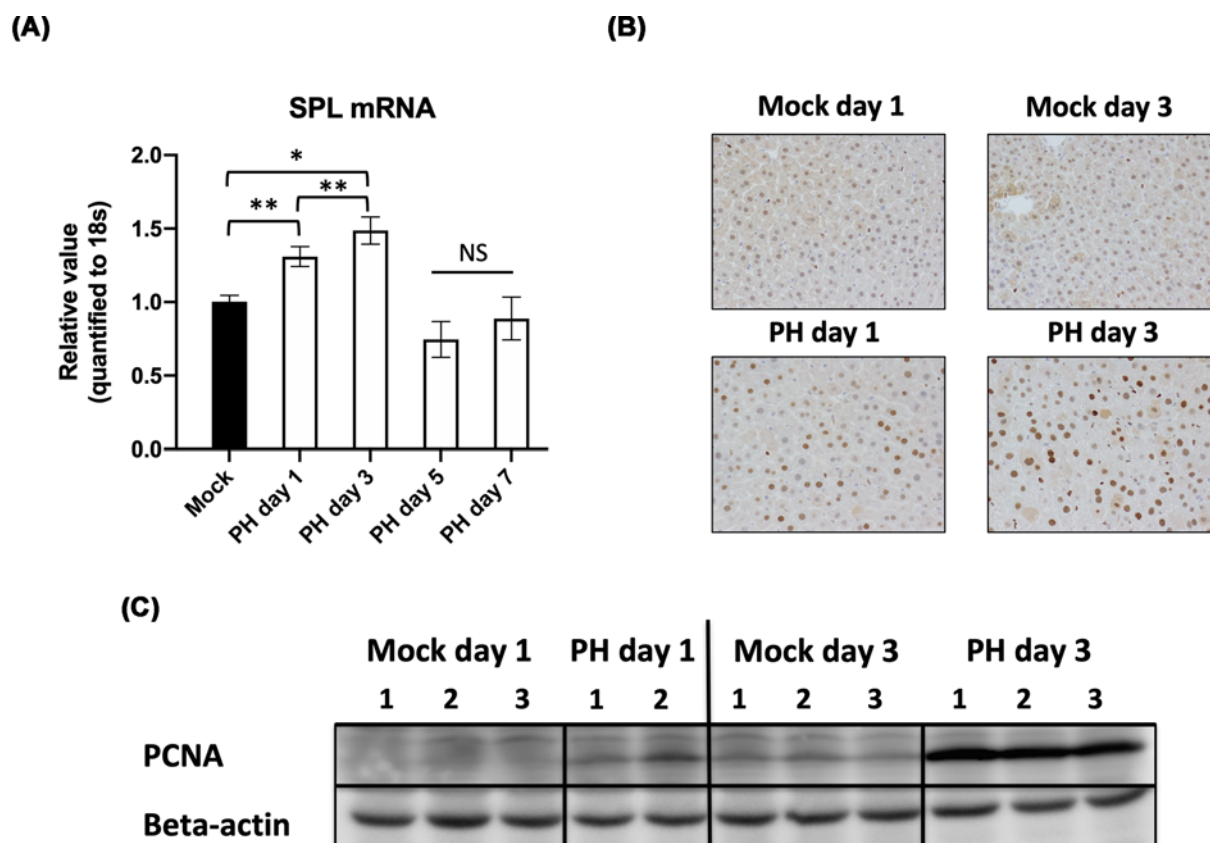 (A)
SPL mRNA
Relative value
(quantified to 18s)
2.0
1.5
1.0
0.5
0.0
*
**
**
NS
Mock
PH day 1
PH day 3
PH day 5
PH day 7
(B)
Mock day 1
Mock day 3
PH day 1
PH day 3
(C)
Mock day 1 PH day 1 Mock day 3 PH day 3
1 2 3 1 2 1 2 3 1 2 3
PCNA
Beta-actin